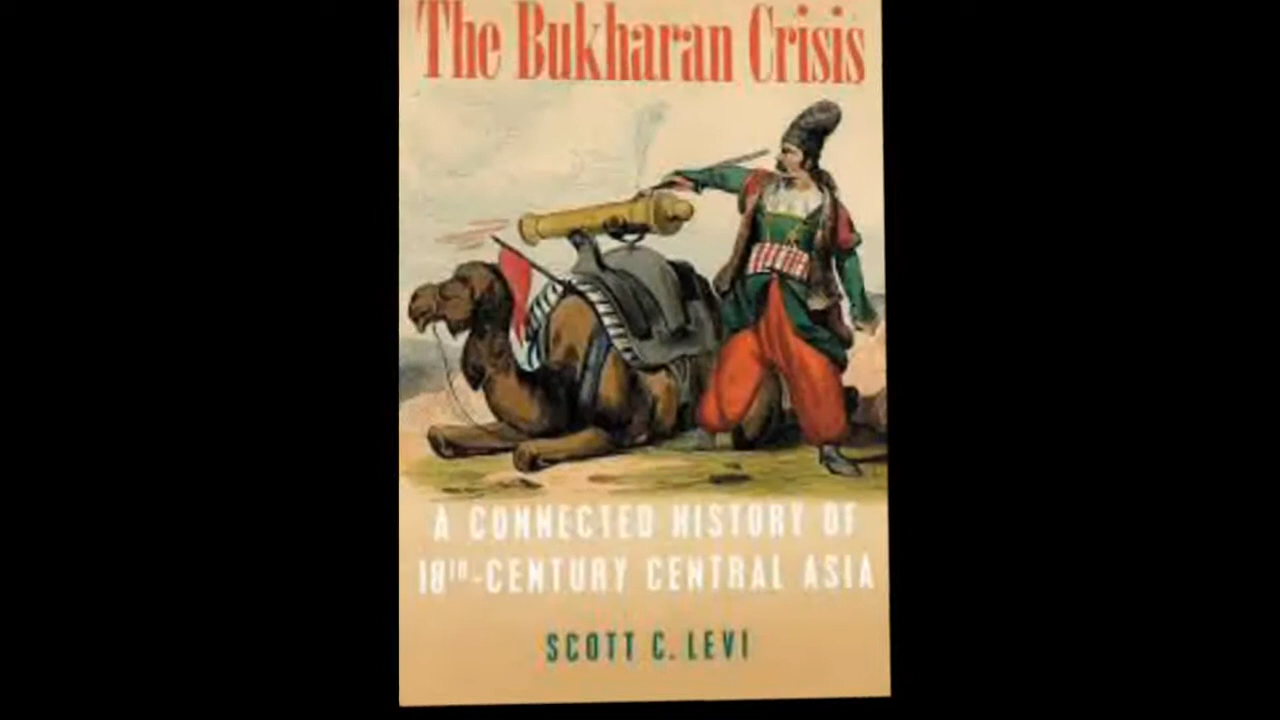 The Bukharan Crisis
A CONNECTED HISTORY OF
18TH-CENTURY CENTRAL ASIA
SCOTT C. LEVI